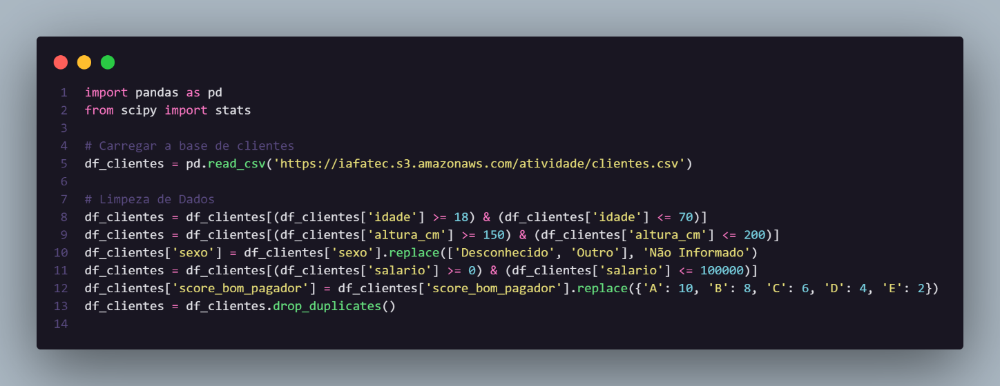 1 import pandas as pd
2 from scipy import stats
3
4 # Carregar a base de clientes
5 df_clientes = pd.read_csv('https://iafatec.s3.amazonaws.com/atividade/clientes.csv')
6
7 # Limpeza de Dados
8 df_clientes = df_clientes[(df_clientes['idade'] >= 18) & (df_clientes['idade'] <= 70)]
9 df_clientes = df_clientes[(df_clientes['altura_cm'] >= 150) & (df_clientes['altura_cm'] <= 200)]
10 df_clientes['sexo'] = df_clientes['sexo'].replace(['Desconhecido', 'Outro'], 'Não Informado')
11 df_clientes = df_clientes[(df_clientes['salario'] >= 0) & (df_clientes['salario'] <= 100000)]
12 df_clientes['score_bom_pagador'] = df_clientes['score_bom_pagador'].replace({'A': 10, 'B': 8, 'C': 6, 'D': 4, 'E': 2})
13 df_clientes = df_clientes.drop_duplicates()
14